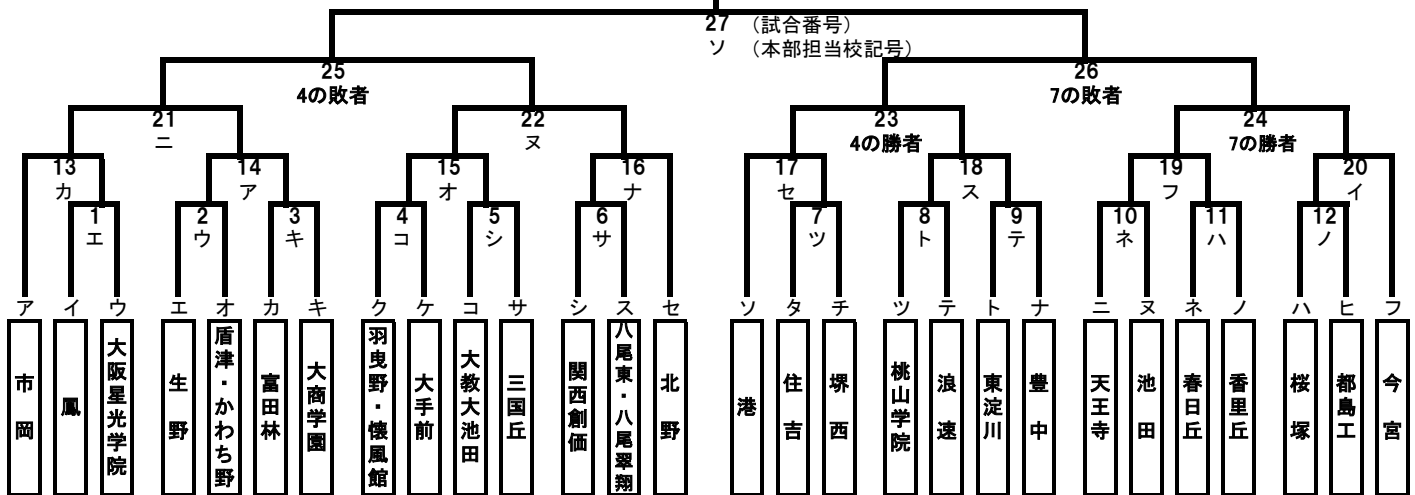 27 (試合番号)
ソ (本部担当校記号)
25 26
4の敗者 7の敗者
21 22 23 24
ニ ヌ 4の勝者 7の勝者
13 14 15 16 17 18 19 20
カ ア オ ナ セ ス フ イ
1 2 3 4 5 6 7 8 9 10 11 12
エ ウ キ コ シ サ ツ ト テ ネ ハ ノ
ア イ ウ エ オ カ キ ク ケ コ サ シ ス セ ソ タ チ ツ テ ト ナ ニ ヌ ネ ノ ハ ヒ フ
市岡
鳳
大阪星光学院
生野
盾津・かわち野
富田林
大商学園
羽曳野・懐風館
大手前
大教大池田
三国丘
関西創価
八尾東・八尾翠翔
北野
港
住吉
堺西
桃山学院
浪速
東淀川
豊中
天王寺
池田
春日丘
香里丘
桜塚
都島工
今宮